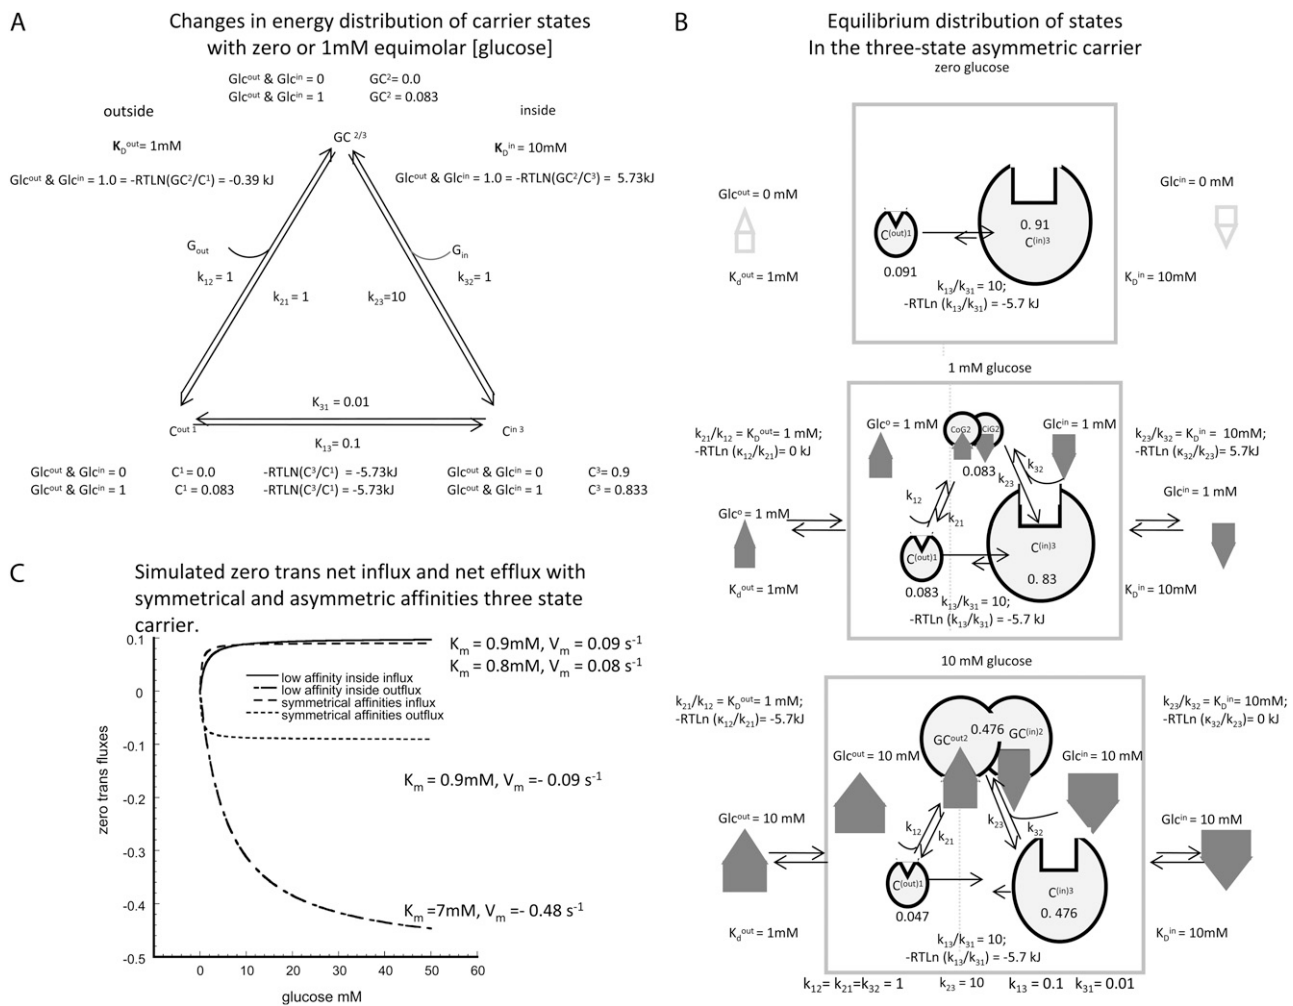 A
Changes in energy distribution of carrier states
with zero or 1mM equimolar [glucose]
Glc^out & Glc^in = 0 GC²= 0.0
Glc^out & Glc^in = 1 GC² = 0.083
outside
inside
GC 2/3
K_D^out= 1mM
K_D^in = 10mM
Glc^out & Glc^in = 1.0 = -RTLN(GC²/C¹) = -0.39 kJ
Glc^out & Glc^in = 1.0 = -RTLN(GC²/C³) = 5.73kJ
G_out
G_in
k₁₂ = 1
k₃₂= 1
k₂₁ = 1
k₂₃=10
K₃₁ = 0.01
C^out 1
C^in 3
K₁₃= 0.1
Glc^out & Glc^in = 0 C¹ = 0.0 -RTLN(C³/C¹) = -5.73kJ Glc^out & Glc^in = 0 C³= 0.9
Glc^out & Glc^in = 1 C¹ = 0.083 -RTLN(C³/C¹) = -5.73kJ Glc^out & Glc^in = 1 C³ = 0.833
B
Equilibrium distribution of states
In the three-state asymmetric carrier
zero glucose
Glc^out = 0 mM
Glc^in = 0 mM
0. 91
C^(out)1
C^(in)3
0.091
K_d^out = 1mM
K_D^in = 10mM
k₁₃/k₃₁ = 10;
-RTLn (k₁₃/k₃₁) = -5.7 kJ
1 mM glucose
Glc^o = 1 mM
CoG2
CiG2
Glc^in = 1 mM
k₂₁/k₁₂ = K_D^out= 1 mM;
-RTLn (κ₁₂/k₂₁)= 0 kJ
k₂₃/k₃₂ = K_D^in = 10mM;
-RTLn (κ₃₂/k₂₃)= 5.7kJ
0.083
k₃₂
k₂₃
k₁₂
k₂₁
Glc^o = 1 mM
Glc^in = 1 mM
C^(out)1
C^(in)3
0. 83
0.083
K_d^out = 1mM
K_D^in = 10mM
k₁₃/k₃₁ = 10;
-RTLn (k₁₃/k₃₁) = -5.7 kJ
10 mM glucose
k₂₁/k₁₂ = K_D^out= 1 mM;
-RTLn (κ₁₂/k₂₁)= -5.7kJ
k₂₃/k₃₂ = K_D^in= 10mM;
-RTLn (κ₃₂/k₂₃)= 0 kJ
GC^out2
0.476
GC^(in)2
Glc^out = 10 mM
Glc^in = 10 mM
Glc^out = 10 mM
Glc^in = 10 mM
k₁₂
k₂₁
k₂₃
k₃₂
C^(out)1
C^(in)3
0. 476
0.047
K_d^out = 1mM
K_D^in = 10mM
k₁₃/k₃₁ = 10;
-RTLn (k₁₃/k₃₁) = -5.7 kJ
k₁₂= k₂₁=k₃₂ = 1 k₂₃ = 10 k₁₃ = 0.1 k₃₁= 0.01
C
Simulated zero trans net influx and net efflux with
symmetrical and asymmetric affinities three state
carrier.
K_m = 0.9mM, V_m = 0.09 s⁻¹
K_m = 0.8mM, V_m = 0.08 s⁻¹
low affinity inside influx
low affinity inside outflux
symmetrical affinities influx
symmetrical affinities outflux
K_m = 0.9mM, V_m =- 0.09 s⁻¹
K_m =7mM, V_m =- 0.48 s⁻¹
zero trans fluxes
0.1
0
-0.1
-0.2
-0.3
-0.4
-0.5
0 10 20 30 40 50 60
glucose mM